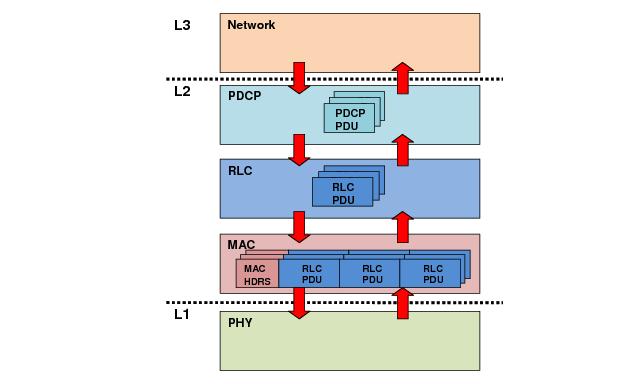 L3
Network
L2
PDCP
PDCP
PDU
RLC
RLC
PDU
MAC
MAC
HDRS
RLC
PDU
RLC
PDU
RLC
PDU
L1
PHY